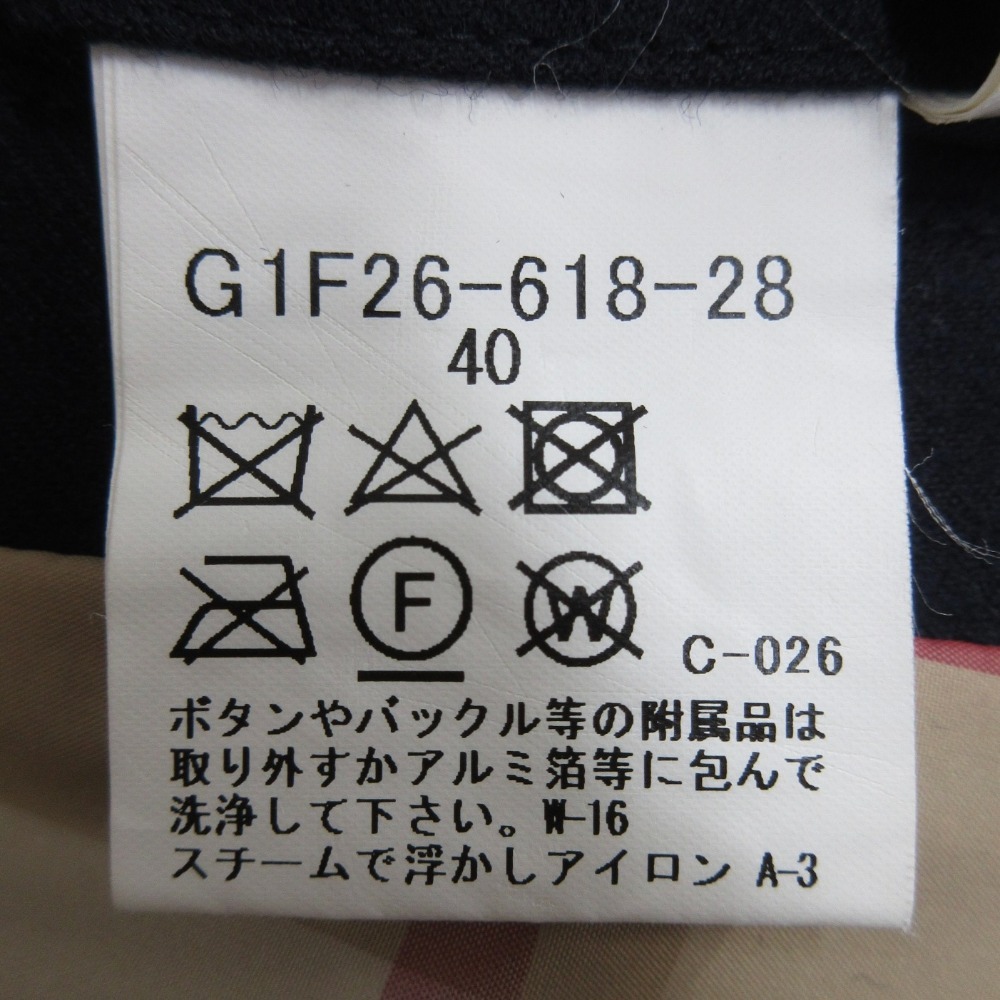 G1F26-618-28
40
F W C-026
ボタンやバックル等の附属品は
取り外すかアルミ箔等に包んで
洗浄して下さい。W-16
スチームで浮かしアイロン A-3